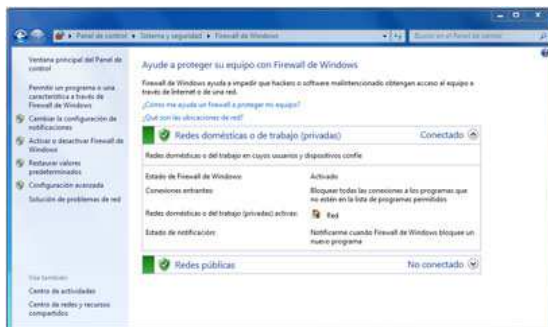 Panel de control ▸ Sistema y seguridad ▸ Firewall de Windows
Buscar en el Panel de control
Ventana principal del Panel de
control
Permitir un programa o una
característica a través de
Firewall de Windows
Cambiar la configuración de
notificaciones
Activar o desactivar Firewall de
Windows
Restaurar valores
predeterminados
Configuración avanzada
Solución de problemas de red
Vea también
Centro de actividades
Centro de redes y recursos
compartidos
Ayude a proteger su equipo con Firewall de Windows
Firewall de Windows ayuda a impedir que hackers o software malintencionado obtengan acceso al equipo a
través de Internet o de una red.
¿Cómo me ayuda un firewall a proteger mi equipo?
¿Qué son las ubicaciones de red?
Redes domésticas o de trabajo (privadas) Conectado
Redes domésticas o del trabajo en cuyos usuarios y dispositivos confíe
Estado de Firewall de Windows: Activado
Conexiones entrantes: Bloquear todas las conexiones a los programas que
no estén en la lista de programas permitidos
Redes domésticas o del trabajo (privadas) activas: Red
Estado de notificación: Notificarme cuando Firewall de Windows bloquee un
nuevo programa
Redes públicas No conectado